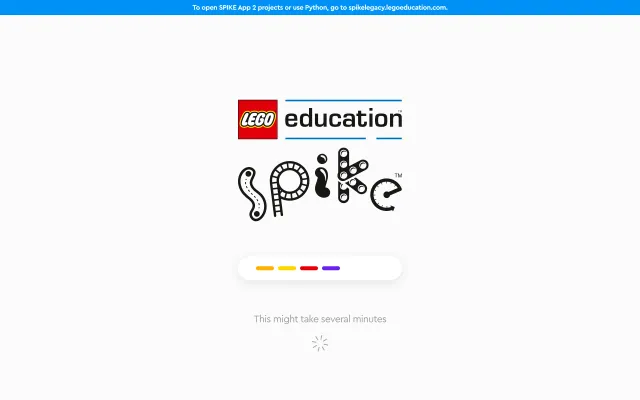 To open SPIKE App 2 projects or use Python, go to spikelegacy.legoeducation.com.
LEGO education™
spike™
This might take several minutes